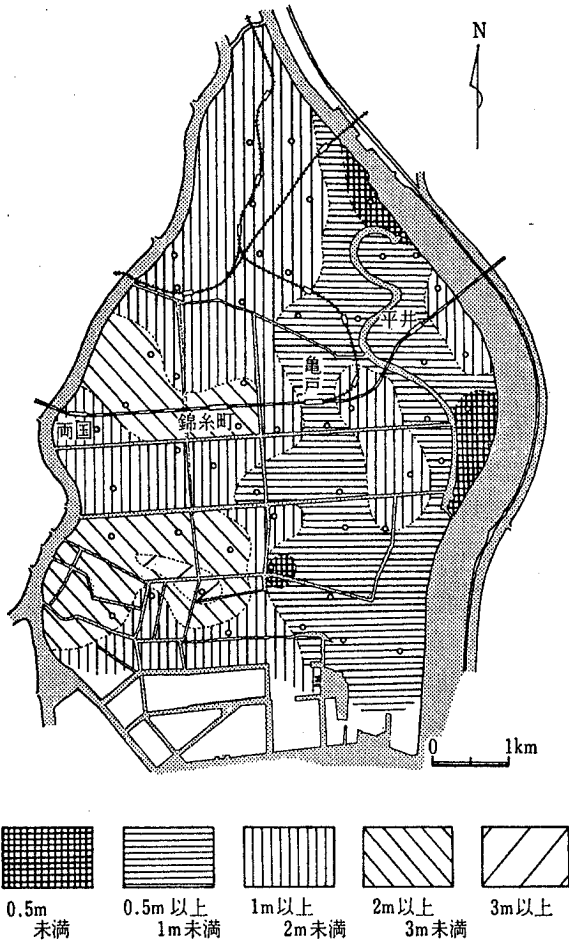 N
平井
亀戸
錦糸町
両国
0 1km
0.5m
未満
0.5m以上
1m未満
1m以上
2m未満
2m以上
3m未満
3m以上